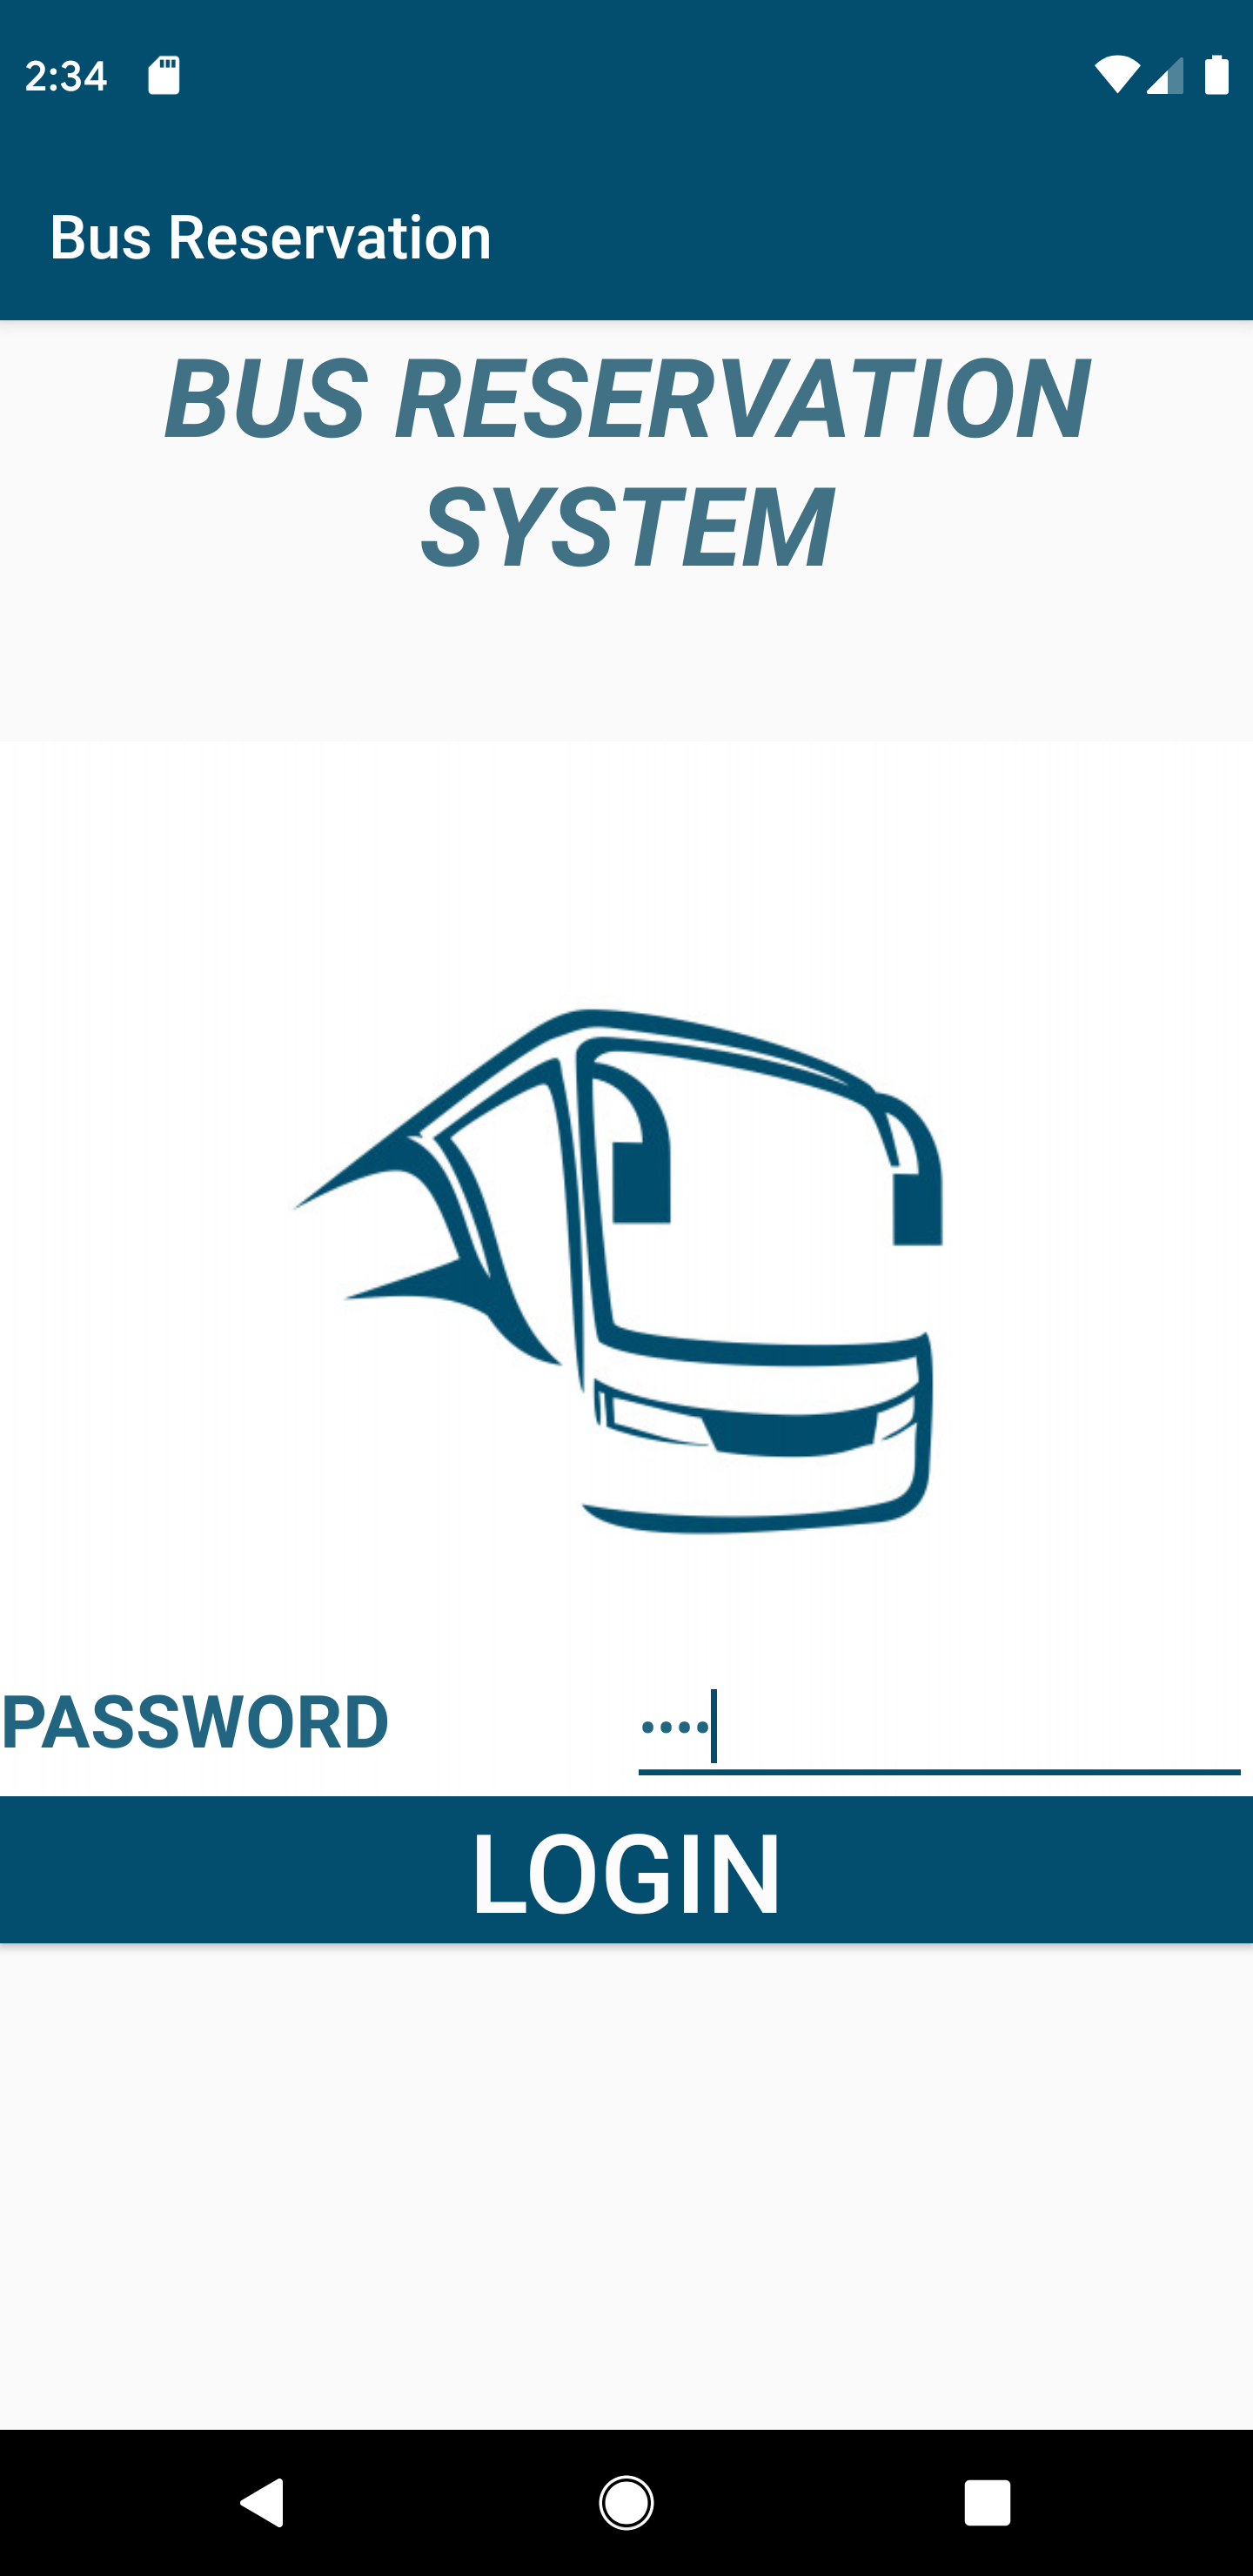 2:34
Bus Reservation
BUS RESERVATION
SYSTEM
PASSWORD ••••
LOGIN